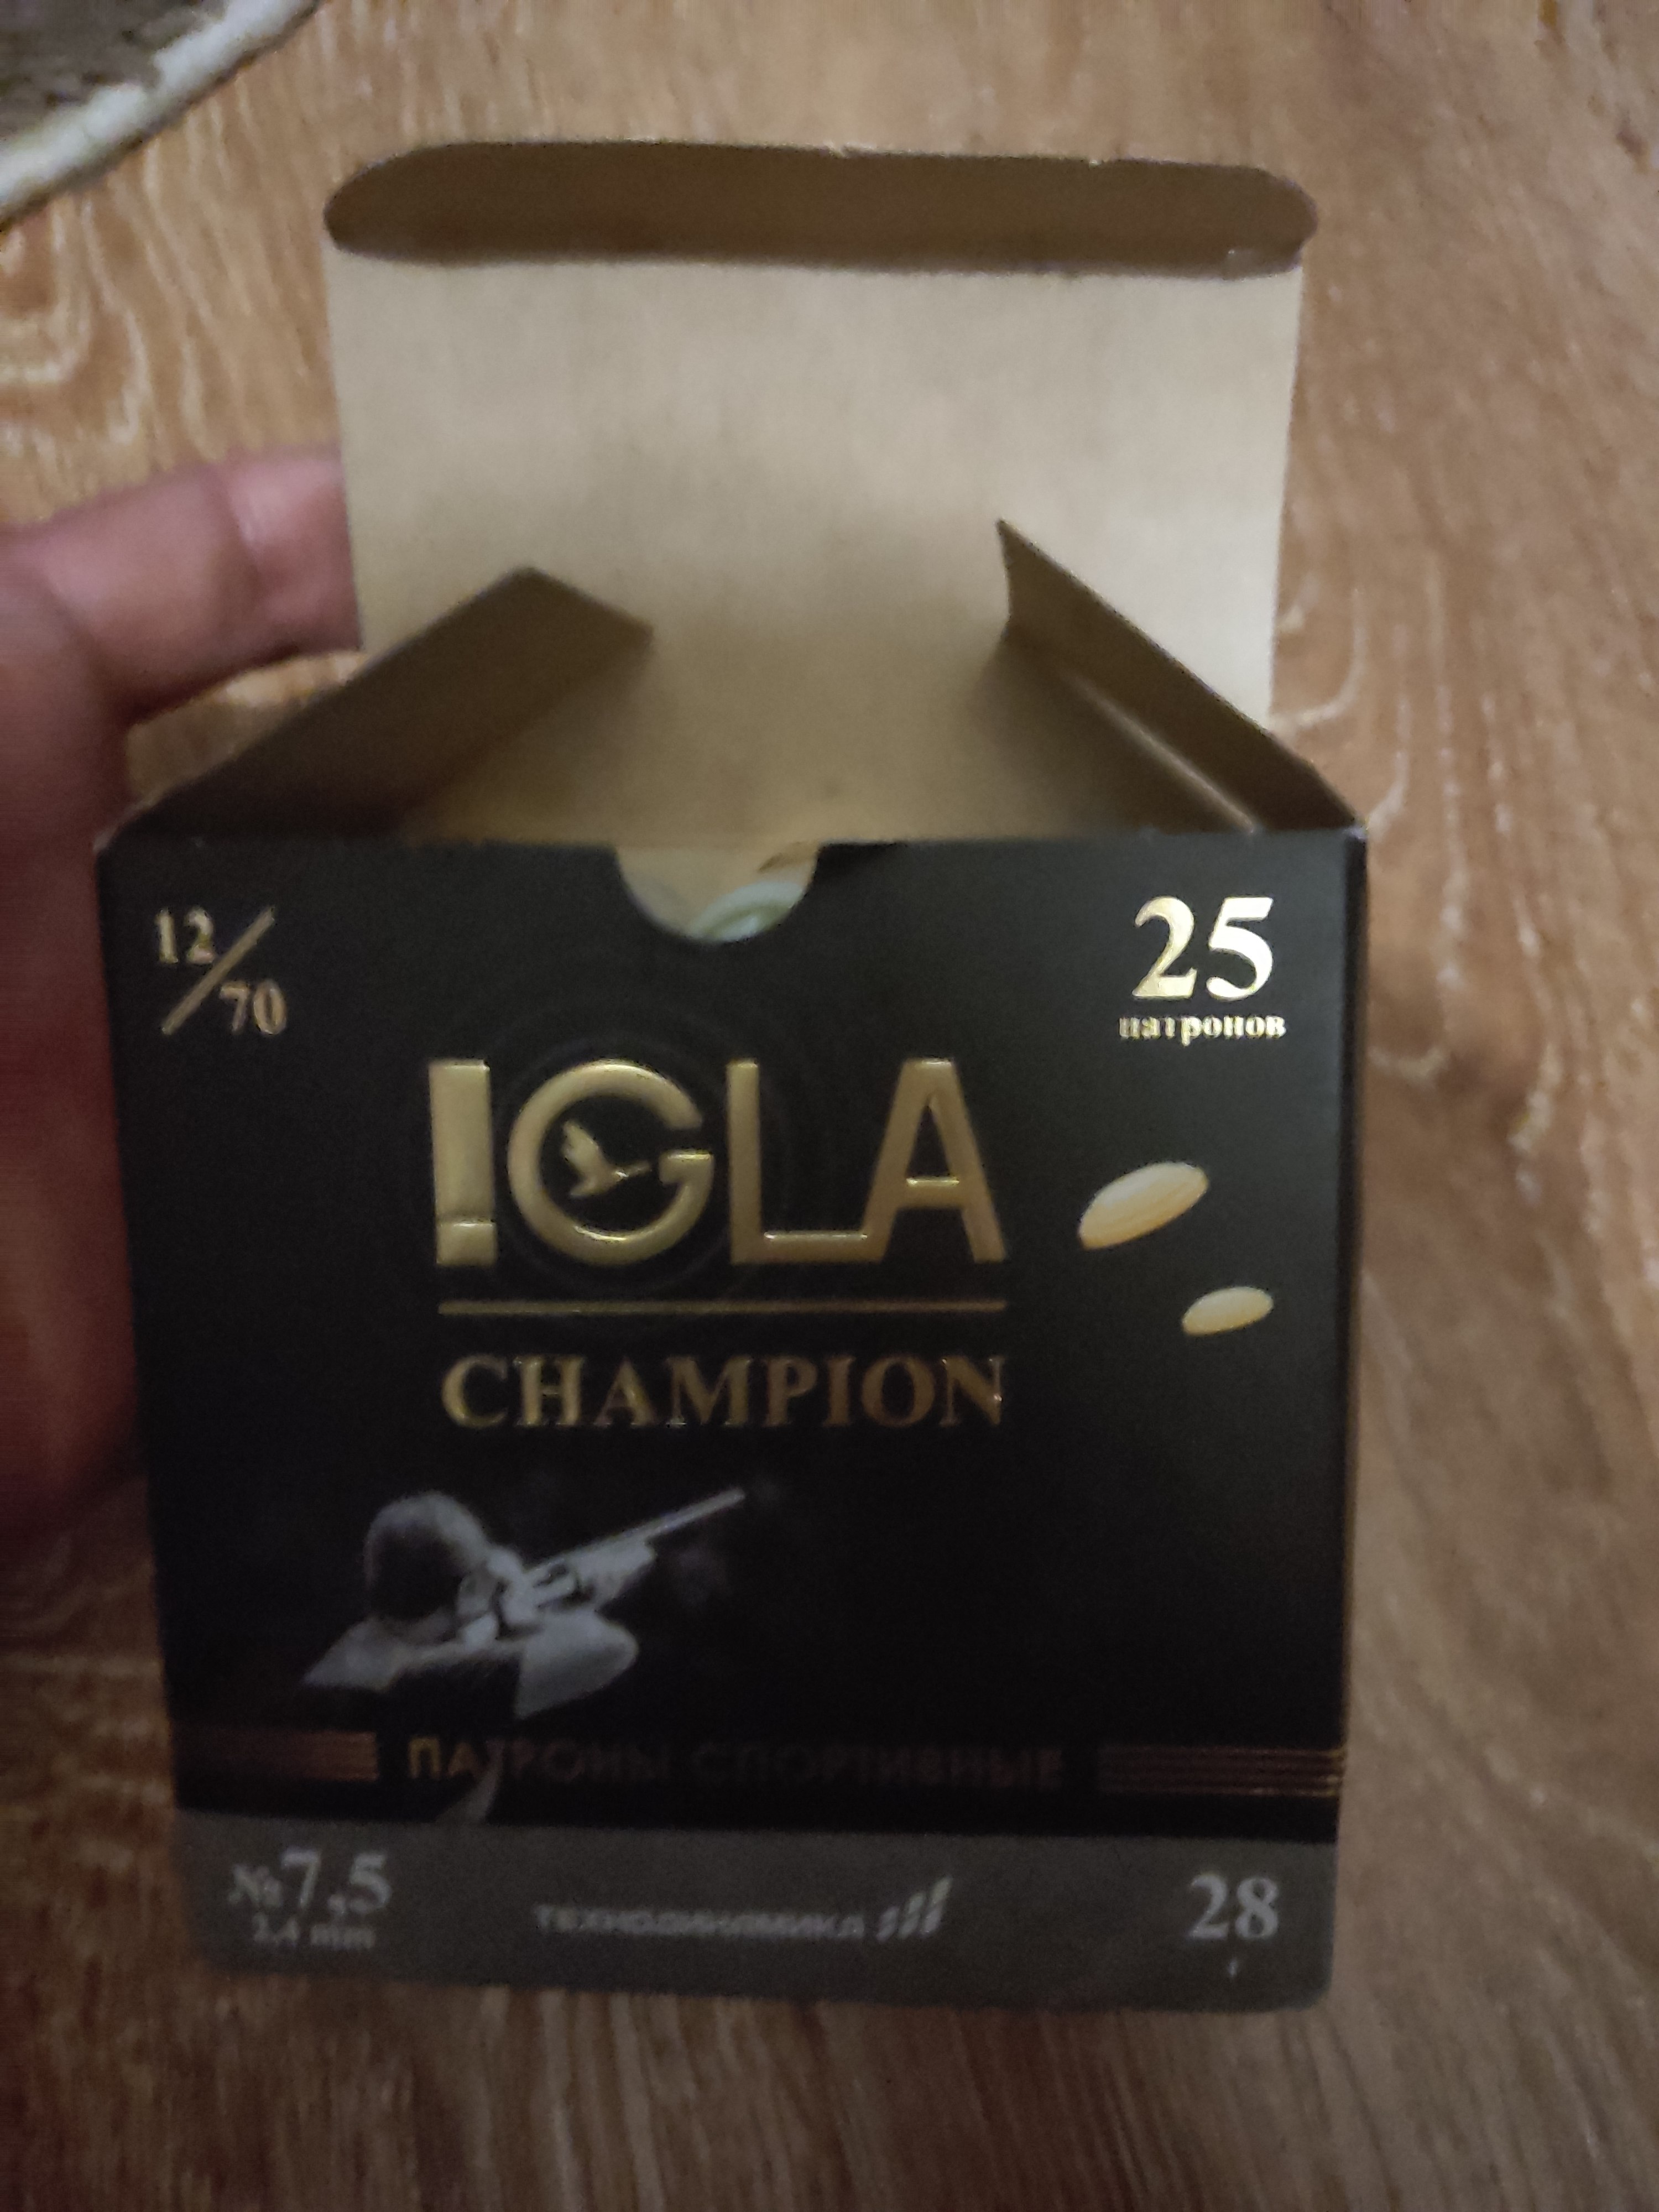 12/70
25
патронов
IGLA
CHAMPION
ПАТРОНЫ СПОРТИВНЫЕ
№7,5
2,4 mm
ТЕХНОДИНАМИКА
28